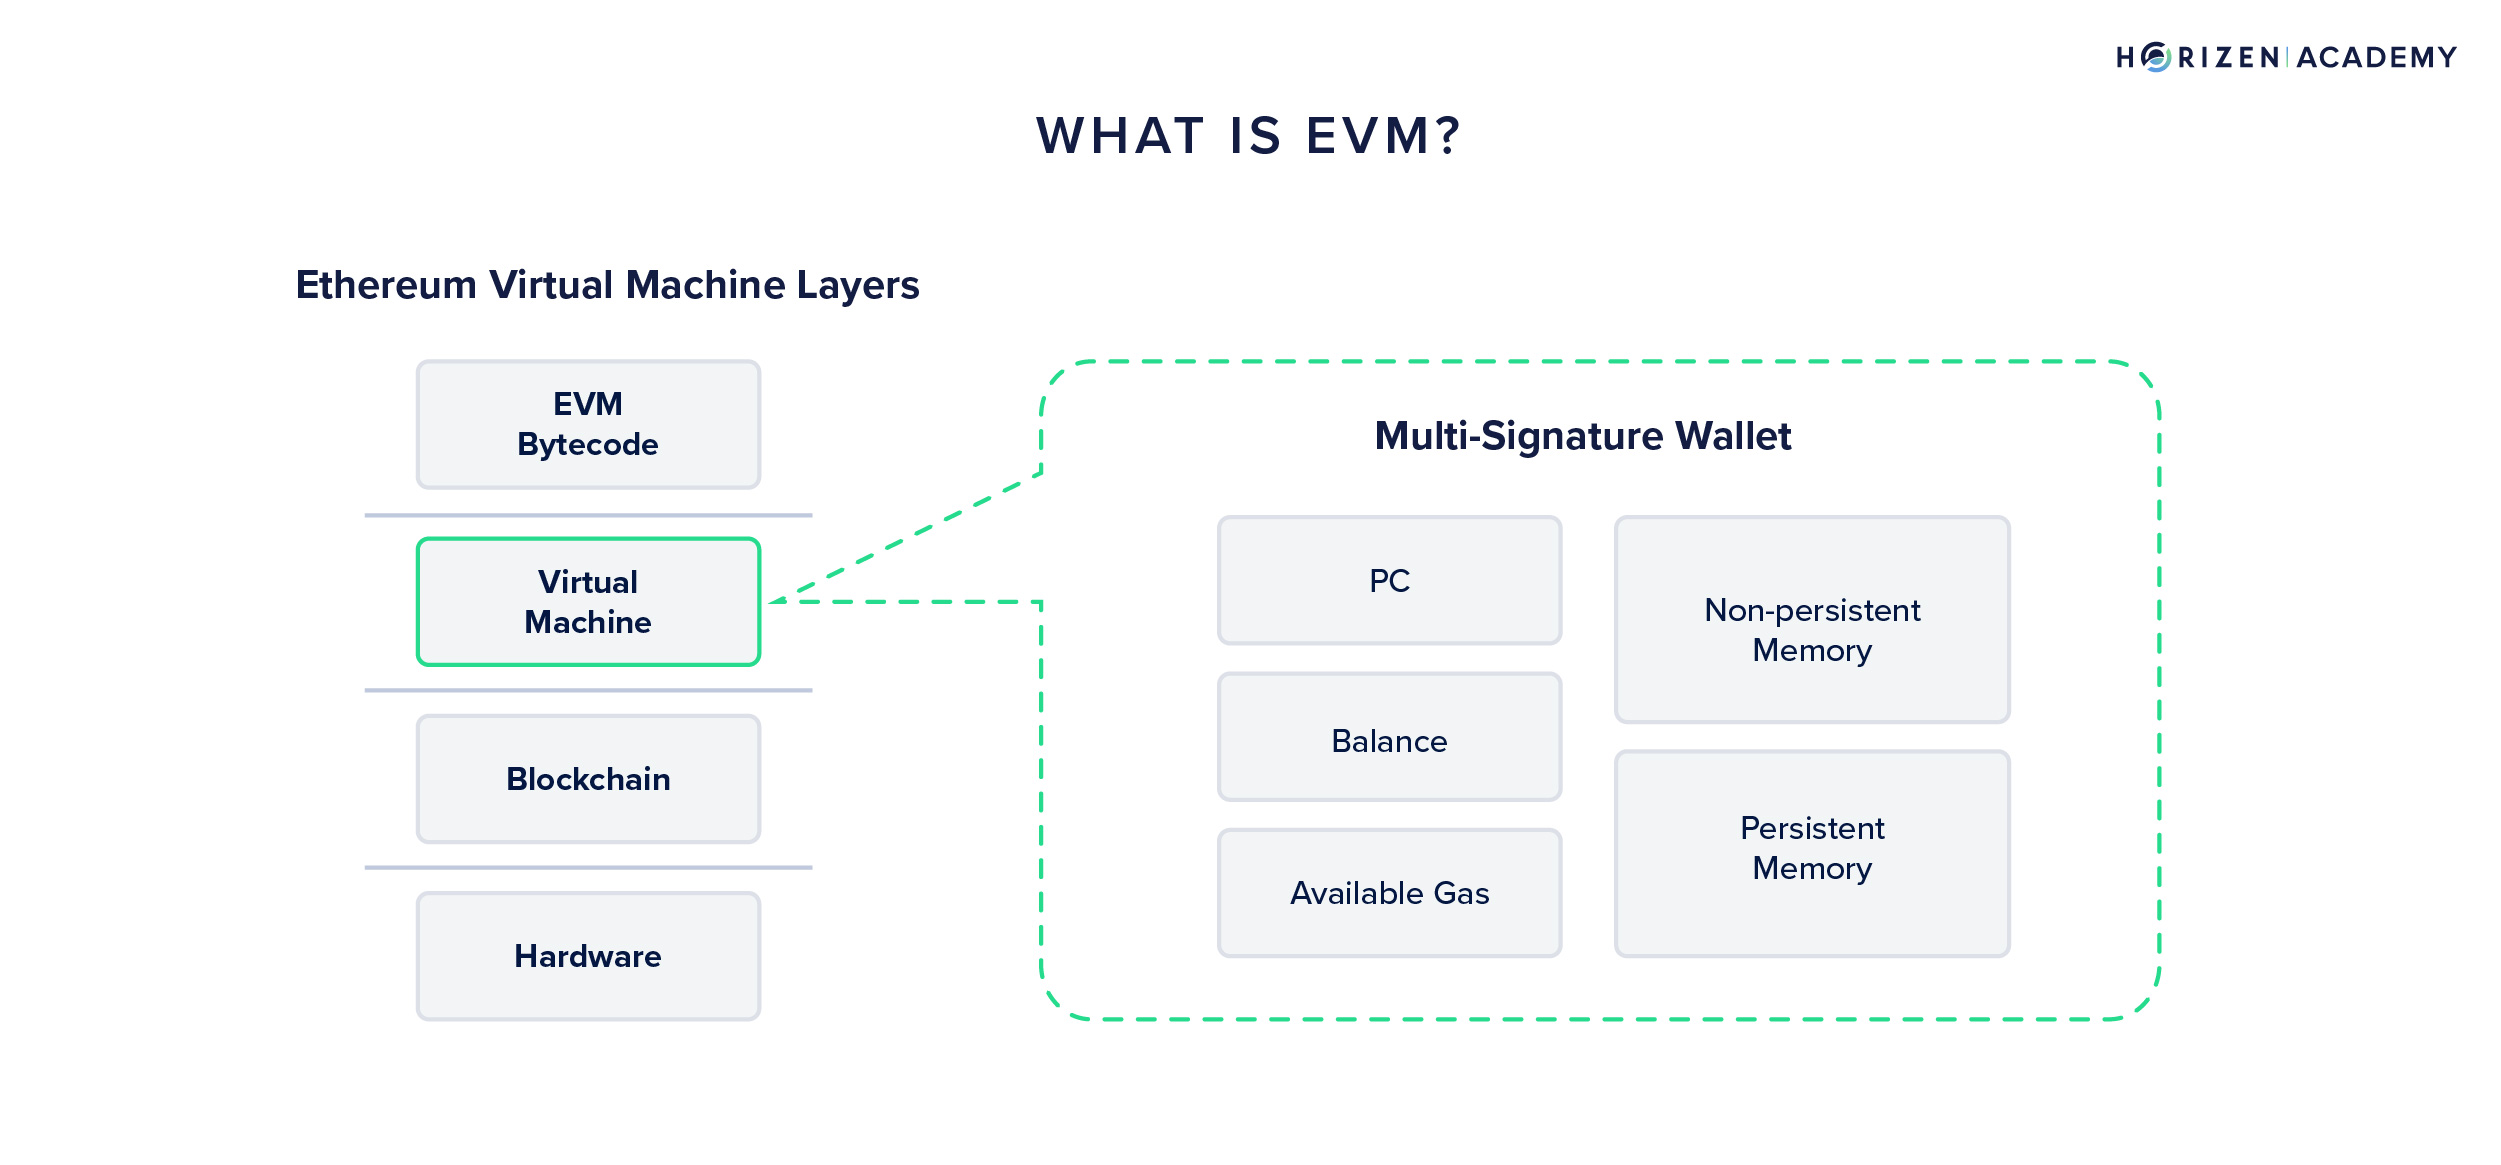 HORIZEN | ACADEMY
WHAT IS EVM?
Ethereum Virtual Machine Layers
EVM
Bytecode
Virtual
Machine
Blockchain
Hardware
Multi-Signature Wallet
PC
Balance
Available Gas
Non-persistent
Memory
Persistent
Memory